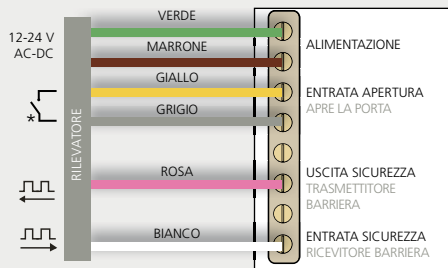 VERDE
12-24 V
AC-DC
ALIMENTAZIONE
MARRONE
GIALLO
ENTRATA APERTURA
APRE LA PORTA
*
GRIGIO
RILEVATORE
ROSA
USCITA SICUREZZA
TRASMETTITORE
BARRIERA
BIANCO
ENTRATA SICUREZZA
RICEVITORE BARRIERA